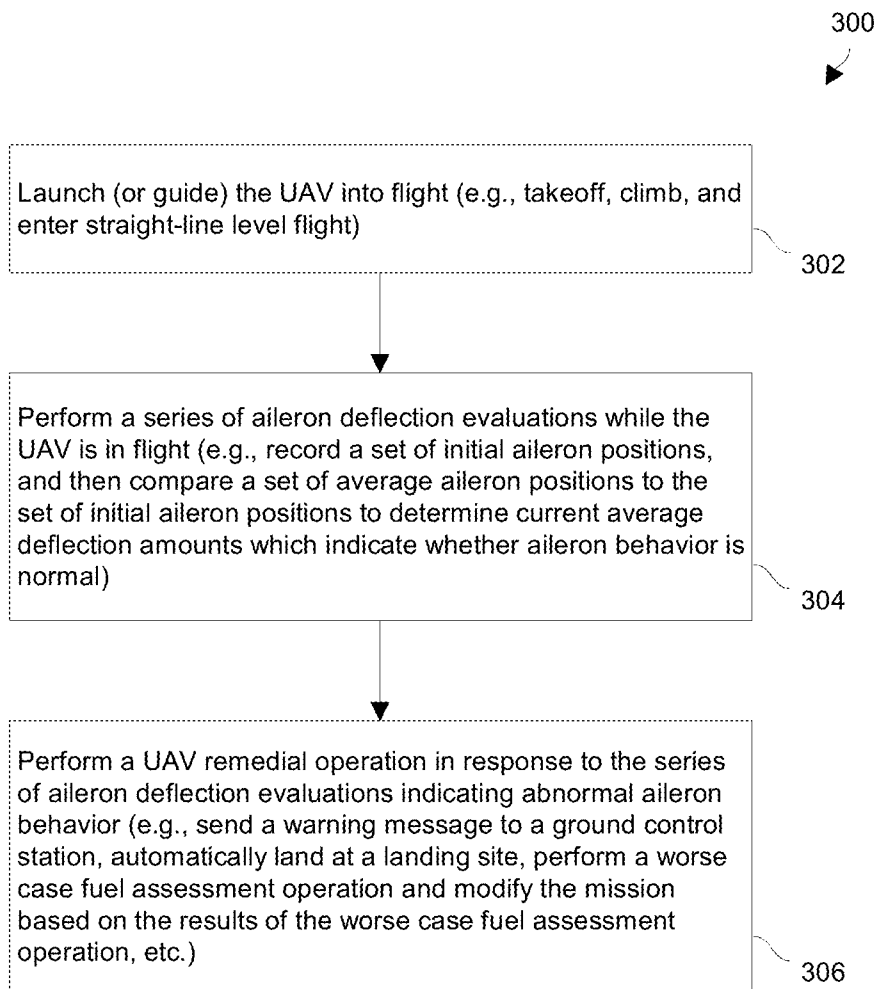 300
Launch (or guide) the UAV into flight (e.g., takeoff, climb, and
enter straight-line level flight)
302
Perform a series of aileron deflection evaluations while the
UAV is in flight (e.g., record a set of initial aileron positions,
and then compare a set of average aileron positions to the
set of initial aileron positions to determine current average
deflection amounts which indicate whether aileron behavior is
normal)
304
Perform a UAV remedial operation in response to the series
of aileron deflection evaluations indicating abnormal aileron
behavior (e.g., send a warning message to a ground control
station, automatically land at a landing site, perform a worse
case fuel assessment operation and modify the mission
based on the results of the worse case fuel assessment
operation, etc.)
306